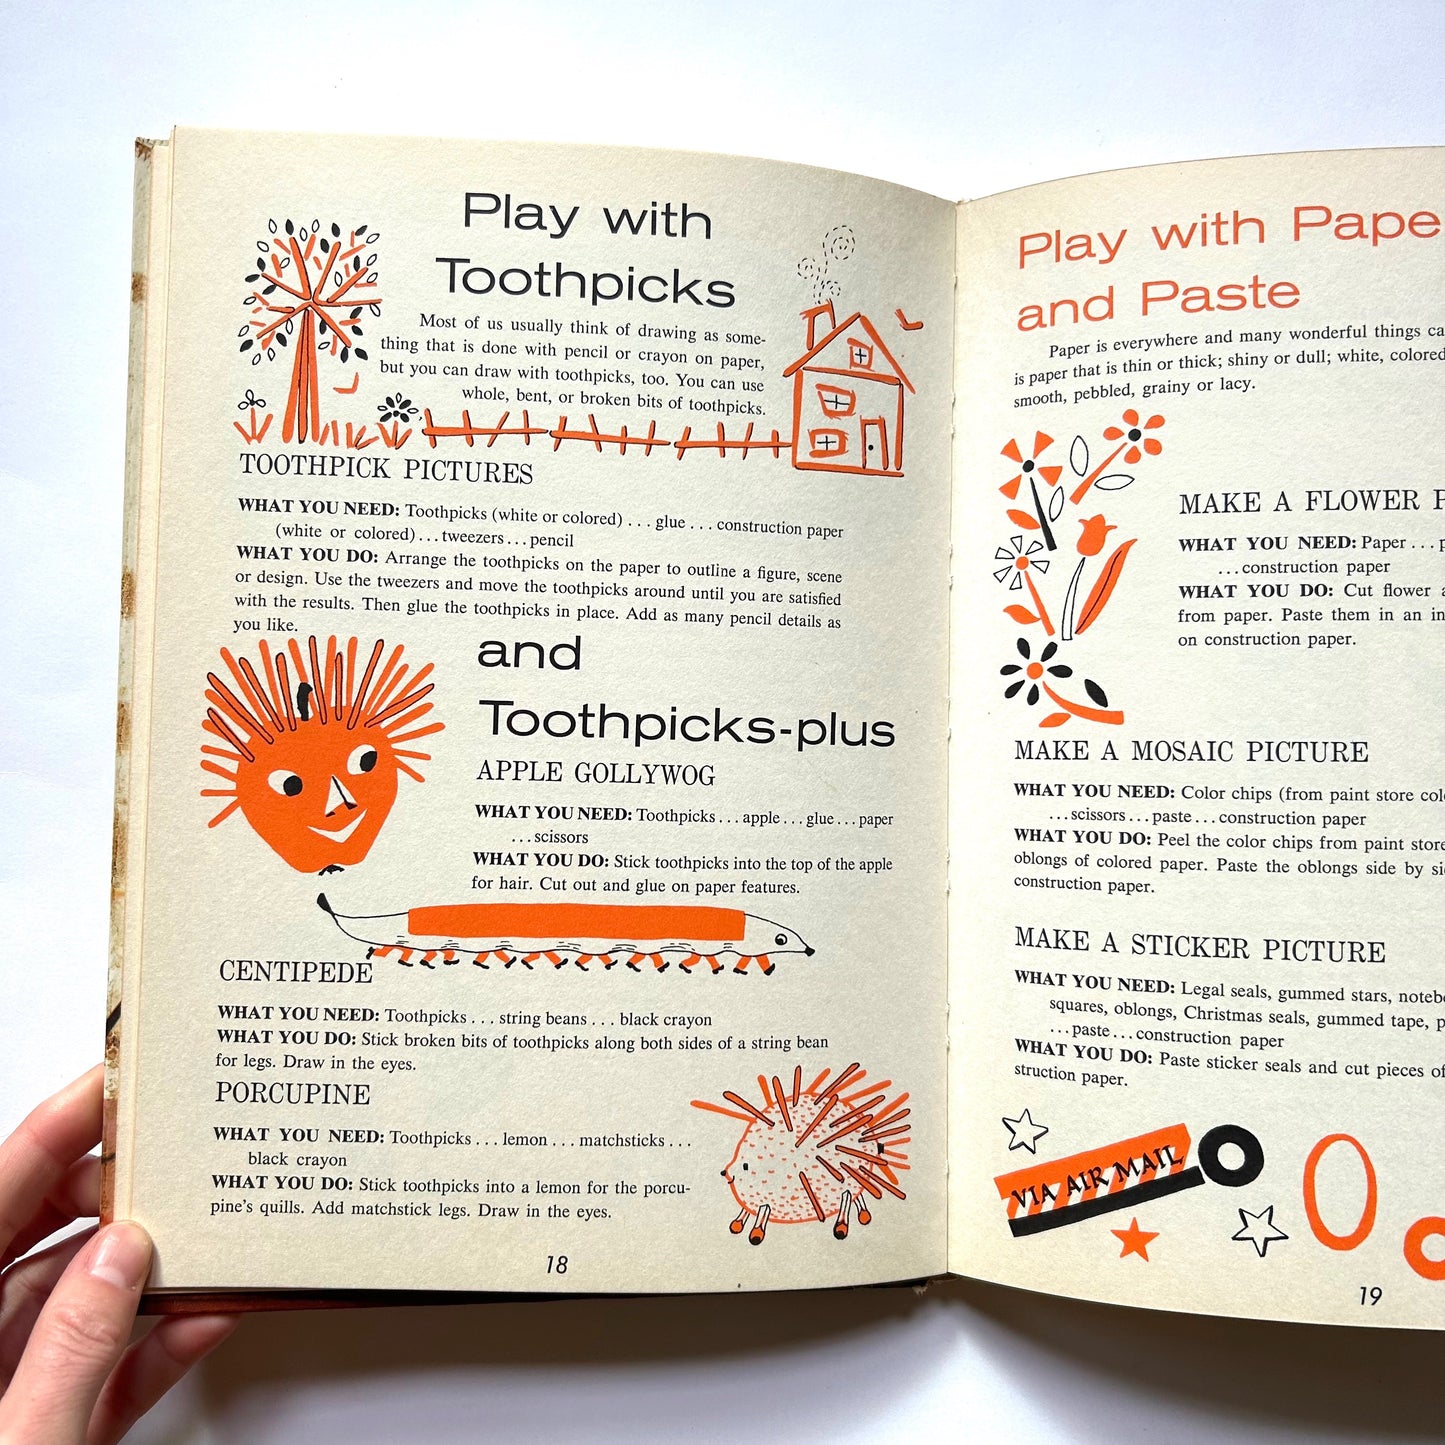 Play with
Toothpicks
Most of us usually think of drawing as some-
thing that is done with pencil or crayon on paper,
but you can draw with toothpicks, too. You can use
whole, bent, or broken bits of toothpicks.
TOOTHPICK PICTURES
WHAT YOU NEED: Toothpicks (white or colored) . . . glue . . . construction paper
(white or colored) . . . tweezers . . . pencil
WHAT YOU DO: Arrange the toothpicks on the paper to outline a figure, scene
or design. Use the tweezers and move the toothpicks around until you are satisfied
with the results. Then glue the toothpicks in place. Add as many pencil details as
you like.
and
Toothpicks-plus
APPLE GOLLYWOG
WHAT YOU NEED: Toothpicks . . . apple . . . glue . . . paper
. . . scissors
WHAT YOU DO: Stick toothpicks into the top of the apple
for hair. Cut out and glue on paper features.
CENTIPEDE
WHAT YOU NEED: Toothpicks . . . string beans . . . black crayon
WHAT YOU DO: Stick broken bits of toothpicks along both sides of a string bean
for legs. Draw in the eyes.
PORCUPINE
WHAT YOU NEED: Toothpicks . . . lemon . . . matchsticks . . .
black crayon
WHAT YOU DO: Stick toothpicks into a lemon for the porcu-
pine's quills. Add matchstick legs. Draw in the eyes.
18
Play with Pape
and Paste
Paper is everywhere and many wonderful things ca
is paper that is thin or thick; shiny or dull; white, colored
smooth, pebbled, grainy or lacy.
MAKE A FLOWER P
WHAT YOU NEED: Paper . . . p
. . . construction paper
WHAT YOU DO: Cut flower a
from paper. Paste them in an in
on construction paper.
MAKE A MOSAIC PICTURE
WHAT YOU NEED: Color chips (from paint store col
. . . scissors . . . paste . . . construction paper
WHAT YOU DO: Peel the color chips from paint store
oblongs of colored paper. Paste the oblongs side by si
construction paper.
MAKE A STICKER PICTURE
WHAT YOU NEED: Legal seals, gummed stars, noteb
squares, oblongs, Christmas seals, gummed tape, p
. . . paste . . . construction paper
WHAT YOU DO: Paste sticker seals and cut pieces of
struction paper.
VIA AIR MAIL
19